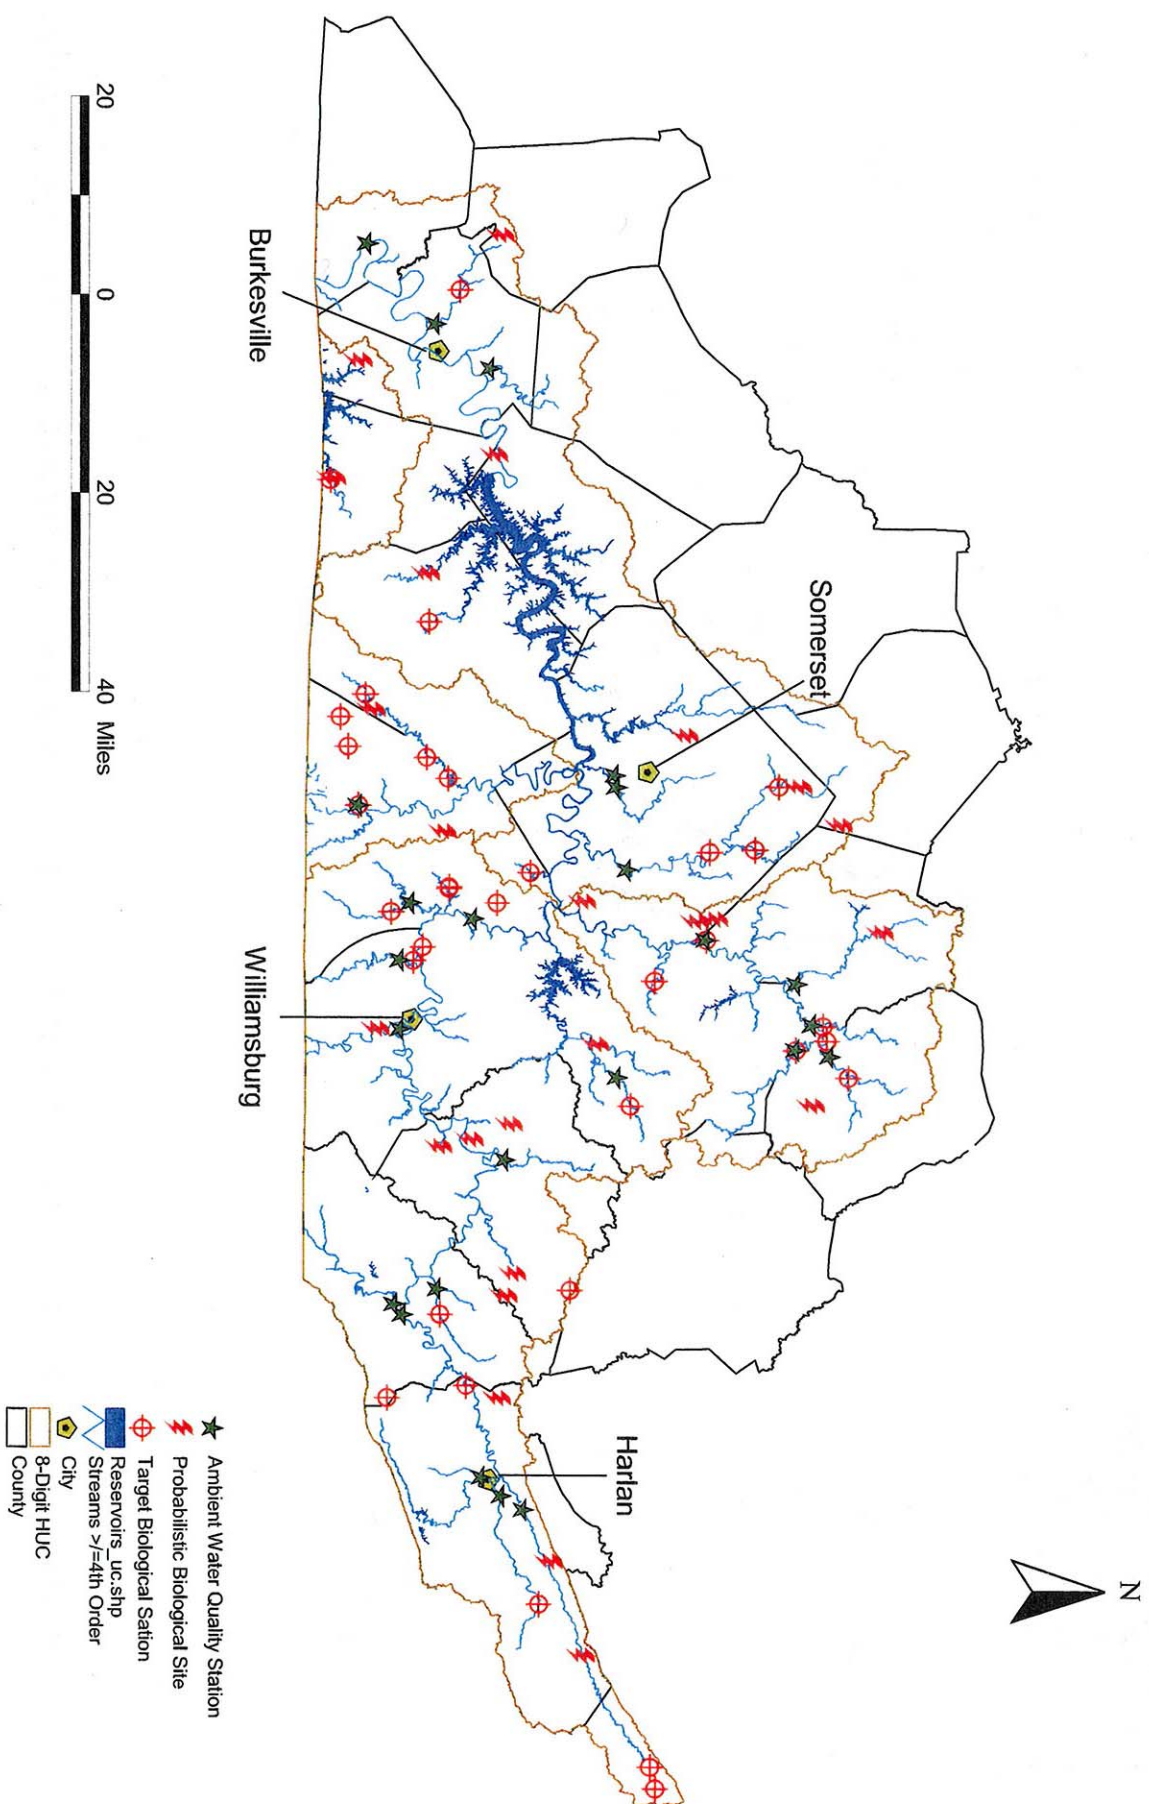 N
Somerset
Harlan
Burkesville
Williamsburg
20 0 20 40 Miles
Ambient Water Quality Station
Probabilistic Biological Site
Target Biological Sation
Reservoirs_uc.shp
Streams >/=4th Order
City
8-Digit HUC
County